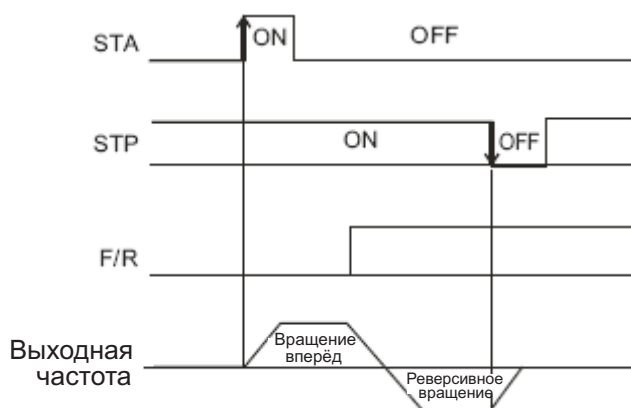 STA
ON
OFF
STP
ON
OFF
F/R
Выходная
частота
Вращение
вперёд
Реверсивное
вращение